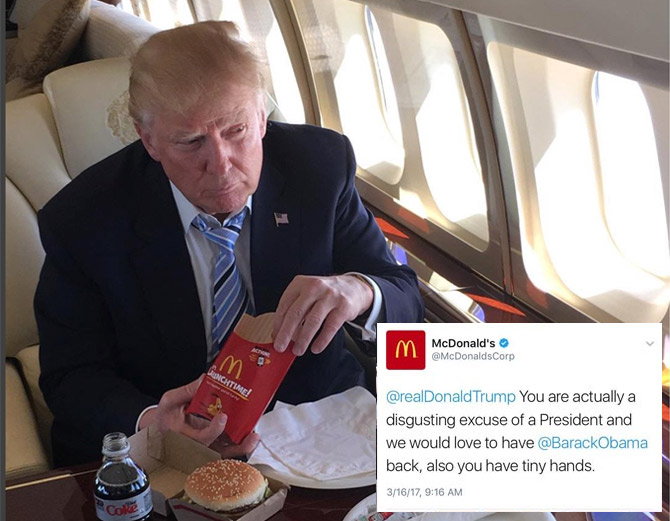 LUNCHTIME!
Diet
Coke
McDonald's
@McDonaldsCorp
@realDonaldTrump You are actually a
disgusting excuse of a President and
we would love to have @BarackObama
back, also you have tiny hands.
3/16/17, 9:16 AM